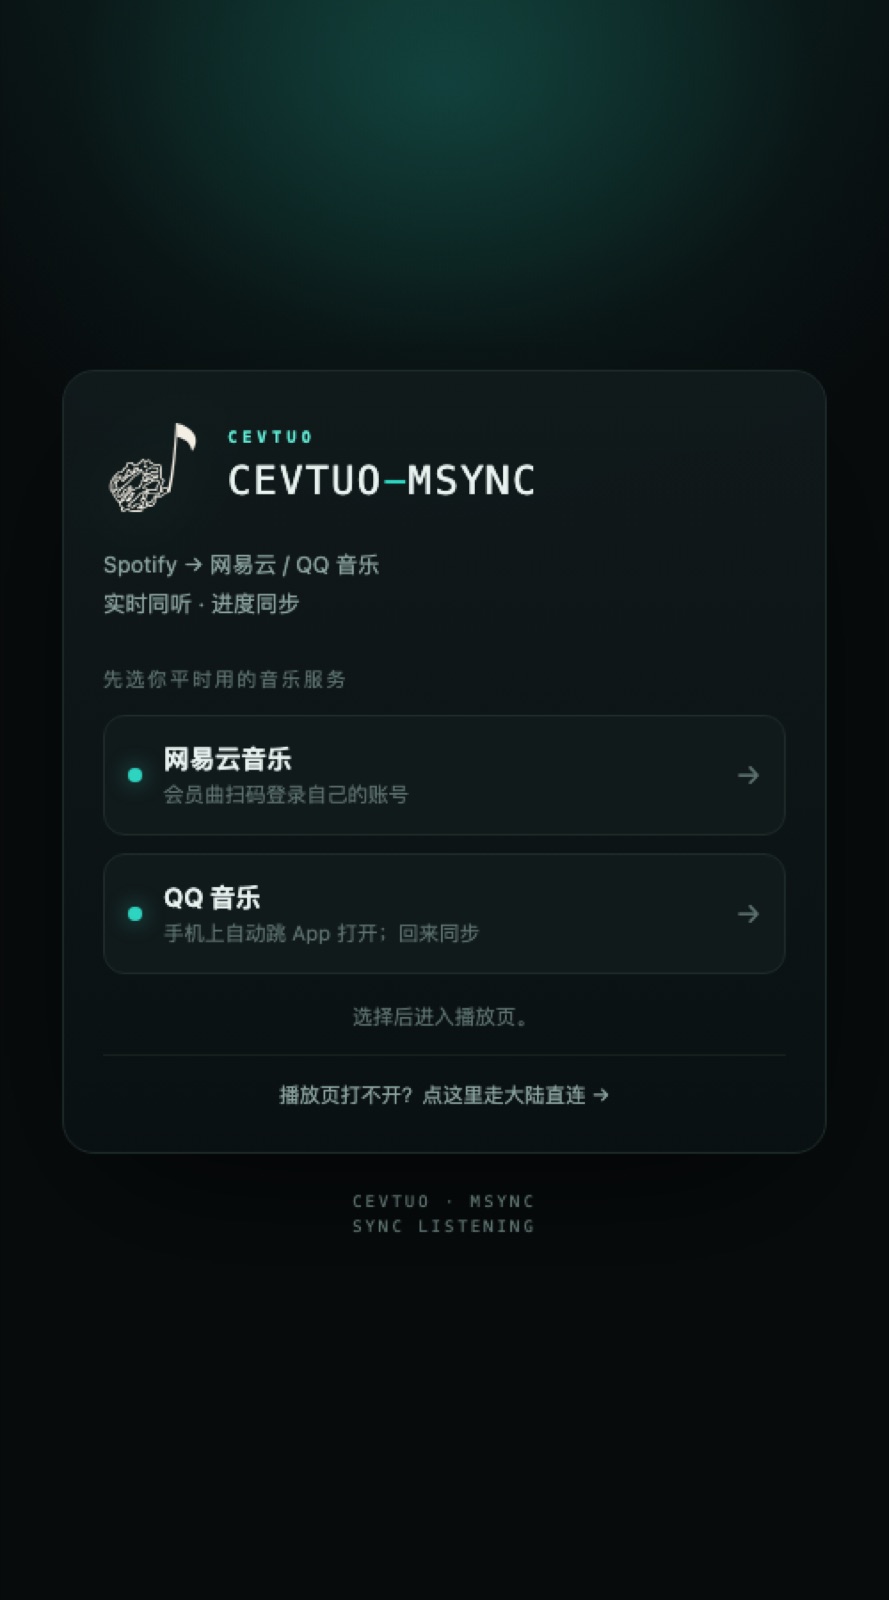 CEVTUO
CEVTUO—MSYNC
Spotify → 网易云 / QQ 音乐
实时同听 · 进度同步
先选你平时用的音乐服务
网易云音乐
会员曲扫码登录自己的账号
→
QQ 音乐
手机上自动跳 App 打开；回来同步
→
选择后进入播放页。
播放页打不开？点这里走大陆直连 →
CEVTUO · MSYNC
SYNC LISTENING